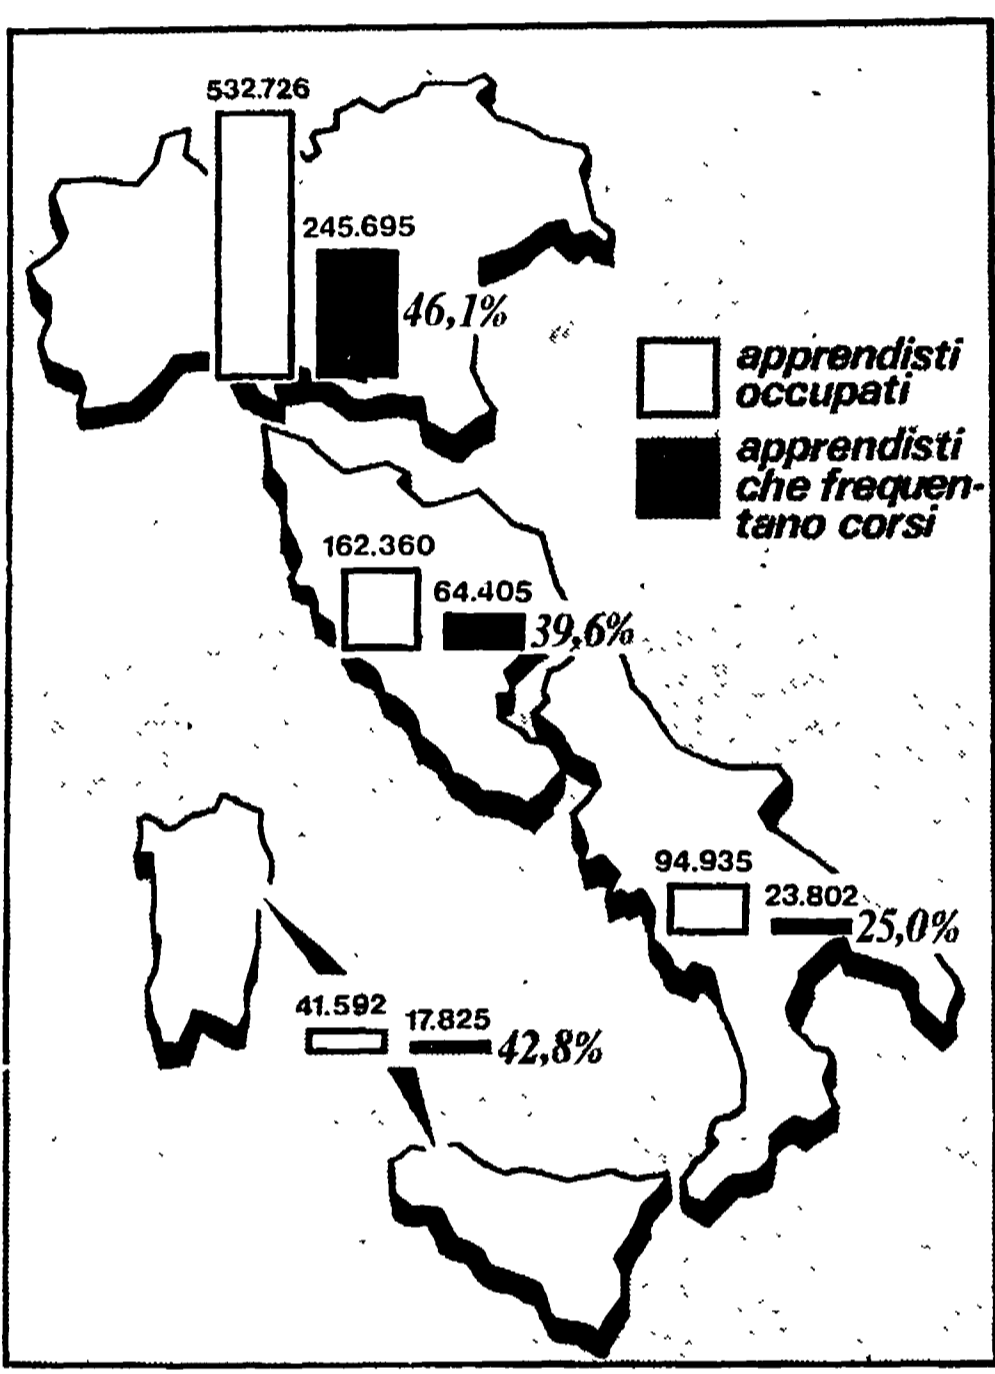 532.726
245.695
46,1%
apprendisti
occupati
apprendisti
che frequen-
tano corsi
162.360
64.405
39,6%
94.935
23.802
25,0%
41.592
17.825
42,8%